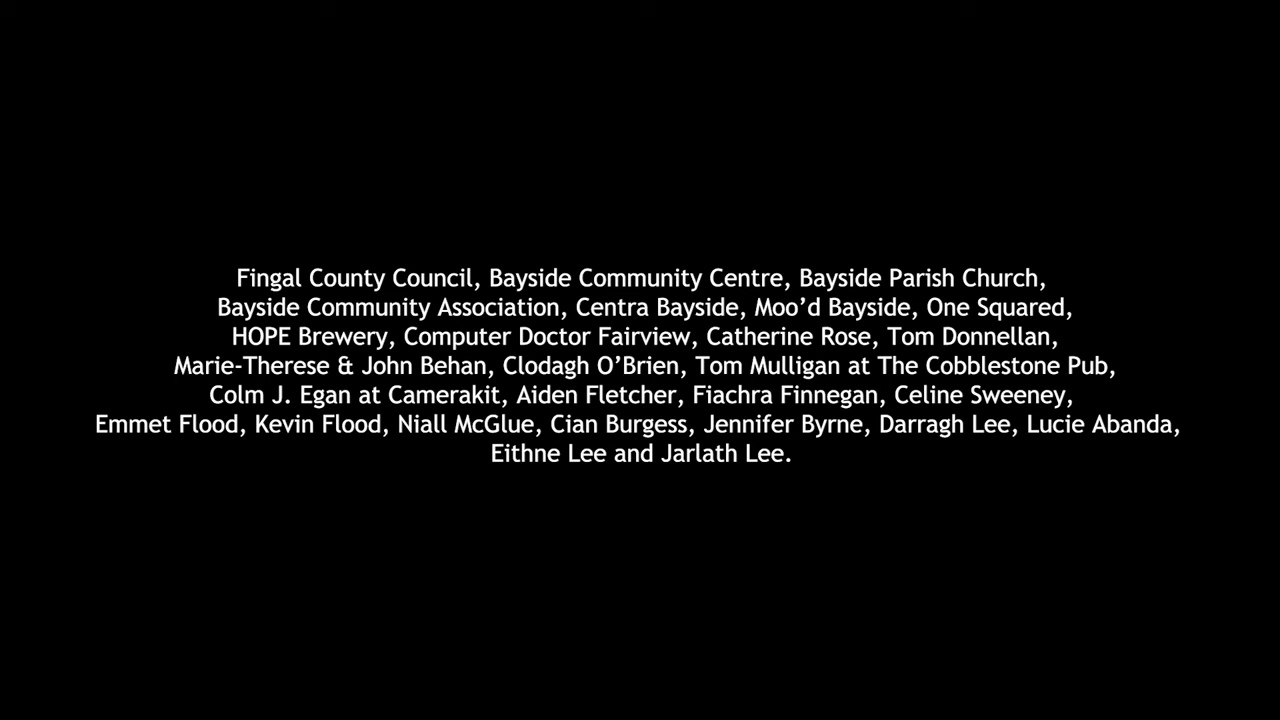 Fingal County Council, Bayside Community Centre, Bayside Parish Church,
Bayside Community Association, Centra Bayside, Moo’d Bayside, One Squared,
HOPE Brewery, Computer Doctor Fairview, Catherine Rose, Tom Donnellan,
Marie-Therese & John Behan, Clodagh O’Brien, Tom Mulligan at The Cobblestone Pub,
Colm J. Egan at Camerakit, Aiden Fletcher, Fiachra Finnegan, Celine Sweeney,
Emmet Flood, Kevin Flood, Niall McGlue, Cian Burgess, Jennifer Byrne, Darragh Lee, Lucie Abanda,
Eithne Lee and Jarlath Lee.